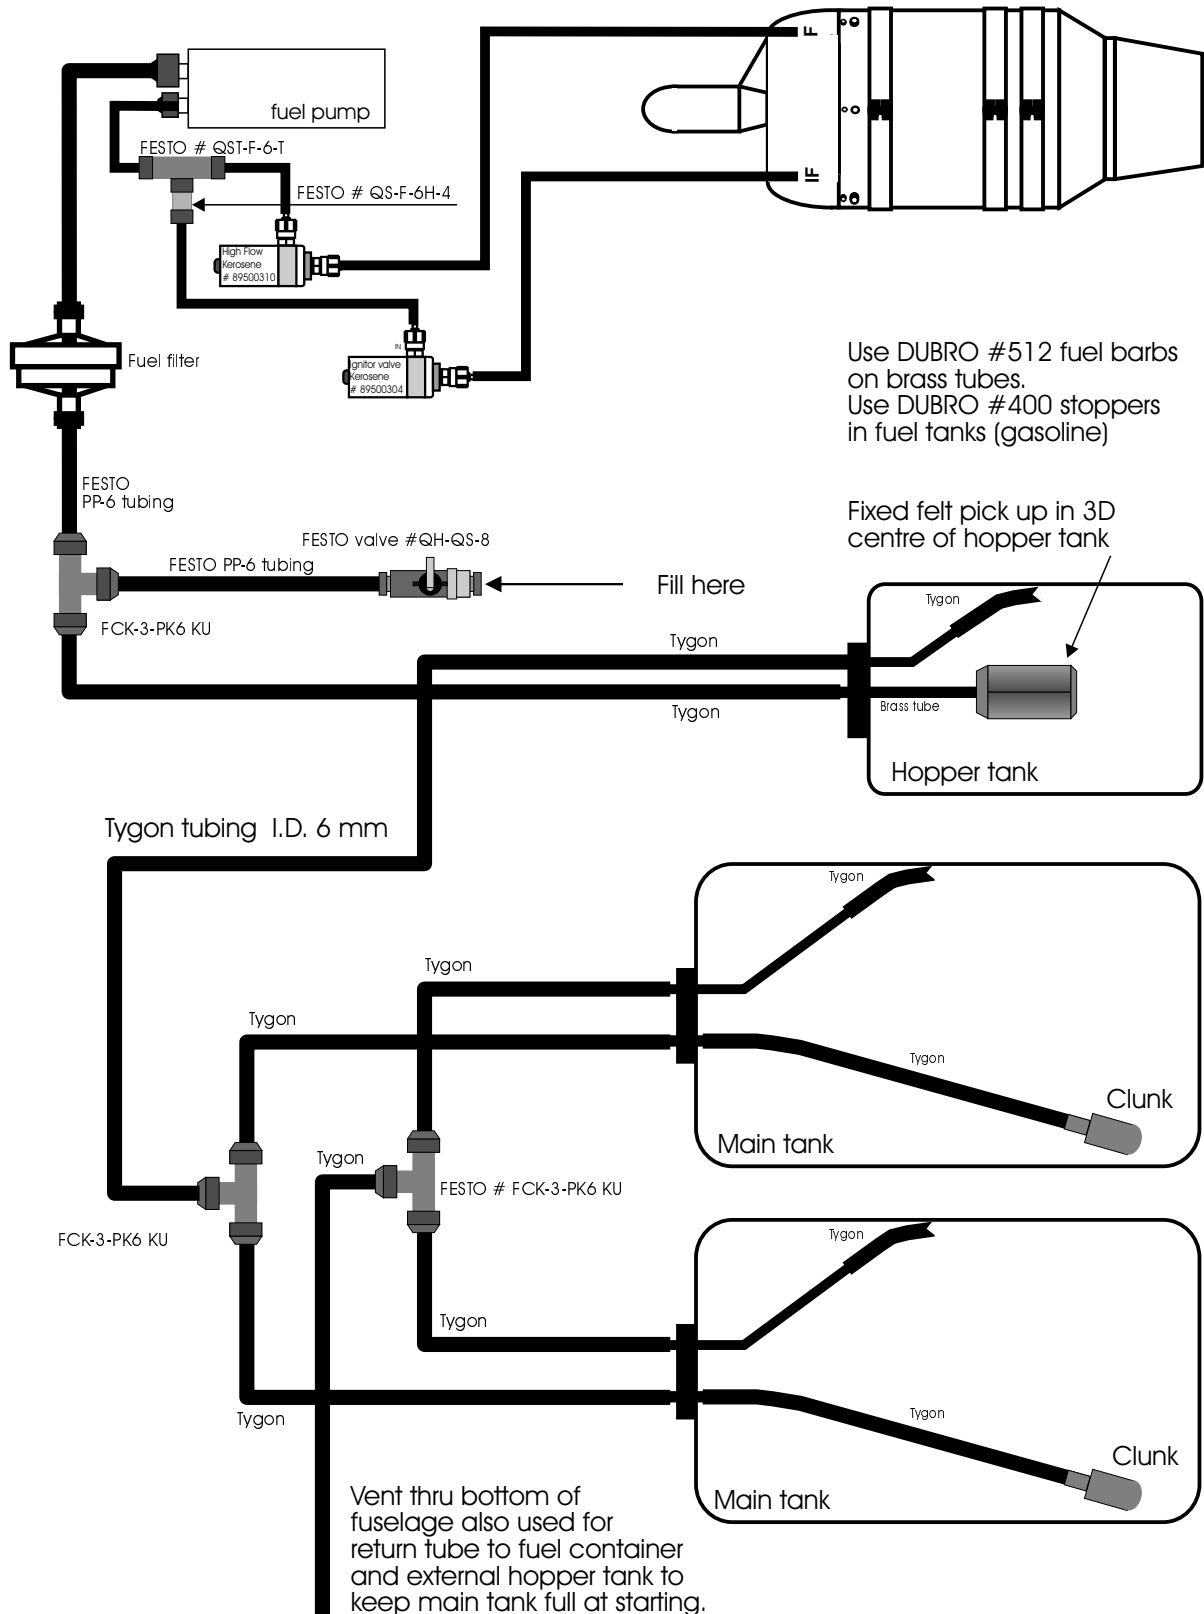 F
fuel pump
FESTO # QST-F-6-T
IF
FESTO # QS-F-6H-4
High Flow
Kerosene
# 89500310
IN
Ignitor valve
Kerosene
# 89500304
Fuel filter
Use DUBRO #512 fuel barbs
on brass tubes.
Use DUBRO #400 stoppers
in fuel tanks (gasoline)
FESTO
PP-6 tubing
Fixed felt pick up in 3D
centre of hopper tank
FESTO valve #QH-QS-8
FESTO PP-6 tubing
Fill here
FCK-3-PK6 KU
Tygon
Tygon
Tygon
Brass tube
Hopper tank
Tygon tubing I.D. 6 mm
Tygon
Tygon
Tygon
Tygon
Clunk
Main tank
Tygon
FESTO # FCK-3-PK6 KU
FCK-3-PK6 KU
Tygon
Tygon
Tygon
Tygon
Clunk
Main tank
Vent thru bottom of
fuselage also used for
return tube to fuel container
and external hopper tank to
keep main tank full at starting.